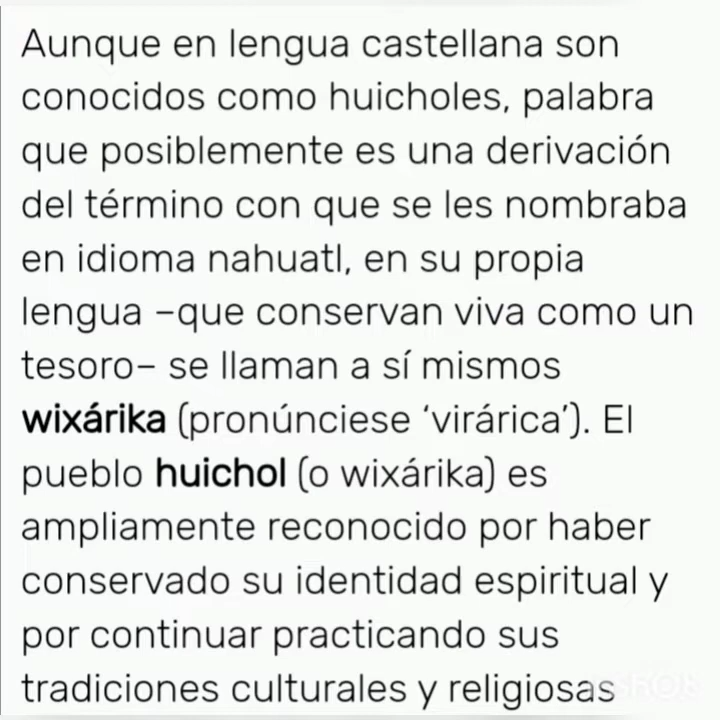 Aunque en lengua castellana son
conocidos como huicholes, palabra
que posiblemente es una derivación
del término con que se les nombraba
en idioma nahuatl, en su propia
lengua –que conservan viva como un
tesoro– se llaman a sí mismos
wixárika (pronúnciese ‘virárica’). El
pueblo huichol (o wixárika) es
ampliamente reconocido por haber
conservado su identidad espiritual y
por continuar practicando sus
tradiciones culturales y religiosas